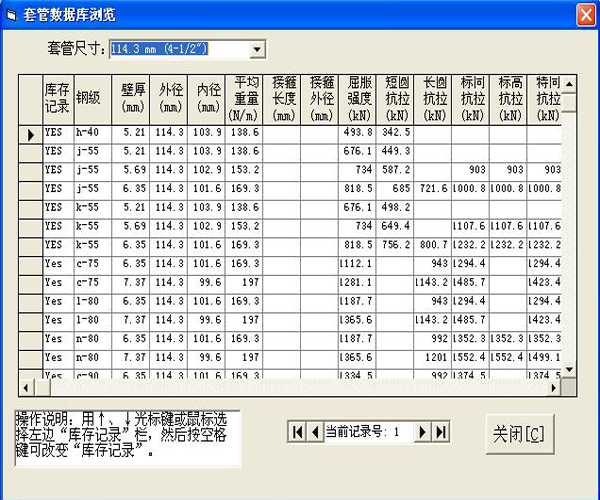 套管数据库浏览
套管尺寸: 114.3 mm (4-1/2")
库存记录 钢级 壁厚(mm) 外径(mm) 内径(mm) 平均重量(N/m) 接箍长度(mm) 接箍外径(mm) 屈服强度(kN) 短圆抗拉(kN) 长圆抗拉(kN) 标同抗拉(kN) 标高抗拉(kN) 特同抗拉(kN)
YES h-40 5.21 114.3 103.9 138.6 493.8 342.5
YES j-55 5.21 114.3 103.9 138.6 676.1 449.3
YES j-55 5.69 114.3 102.9 153.2 734 587.2 903 903 903
YES j-55 6.35 114.3 101.6 169.3 818.5 685 721.6 1000.8 1000.8 1000.8
YES k-55 5.21 114.3 103.9 138.6 676.1 498.2
YES k-55 5.69 114.3 102.9 153.2 734 649.4 1107.6 1107.6 1107.6
YES k-55 6.35 114.3 101.6 169.3 818.5 756.2 800.7 1232.2 1232.2 1232.2
Yes c-75 6.35 114.3 101.6 169.3 1112.1 943 1294.4 1294.4
Yes c-75 7.37 114.3 99.6 197 1281.1 1143.2 1485.7 1423.4
Yes l-80 6.35 114.3 101.6 169.3 1187.7 943 1294.4 1294.4
Yes l-80 7.37 114.3 99.6 197 1365.6 1143.2 1485.7 1423.4
Yes n-80 6.35 114.3 101.6 169.3 1187.7 992 1352.3 1352.3 1352.3
Yes n-80 7.37 114.3 99.6 197 1365.6 1201 1552.4 1552.4 1499.1
Yes c-90 6.35 114.3 101.6 169.3 1334.5 992 1374.5 1374.5
操作说明: 用↑、↓光标键或鼠标选
择左边“库存记录”栏，然后按空格
键可改变“库存记录”。
当前记录号: 1
关闭[C]